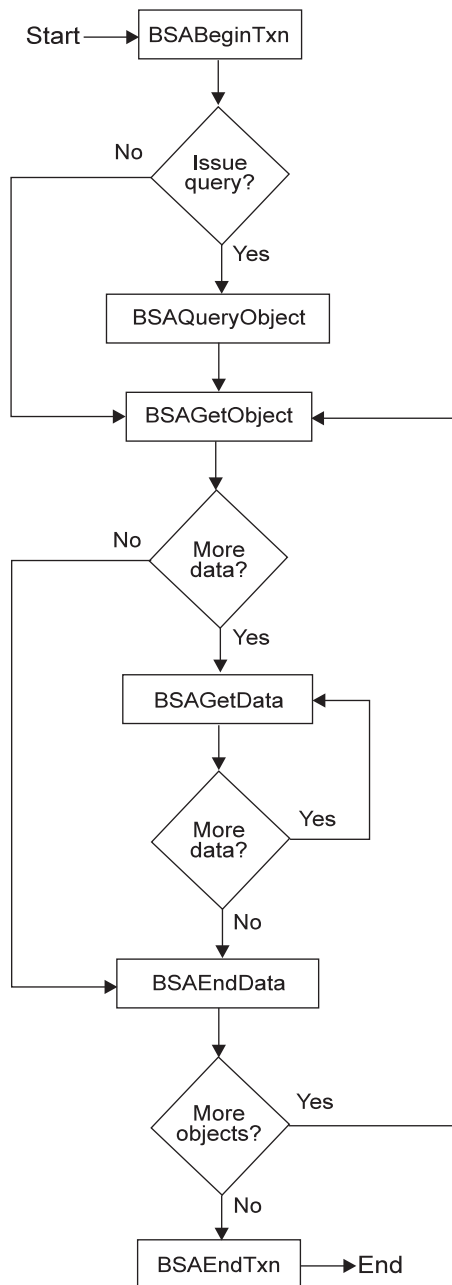 Start
BSABeginTxn
No
Issue
query?
Yes
BSAQueryObject
BSAGetObject
No
More
data?
Yes
BSAGetData
More
data?
Yes
No
BSAEndData
More
objects?
Yes
No
BSAEndTxn
End